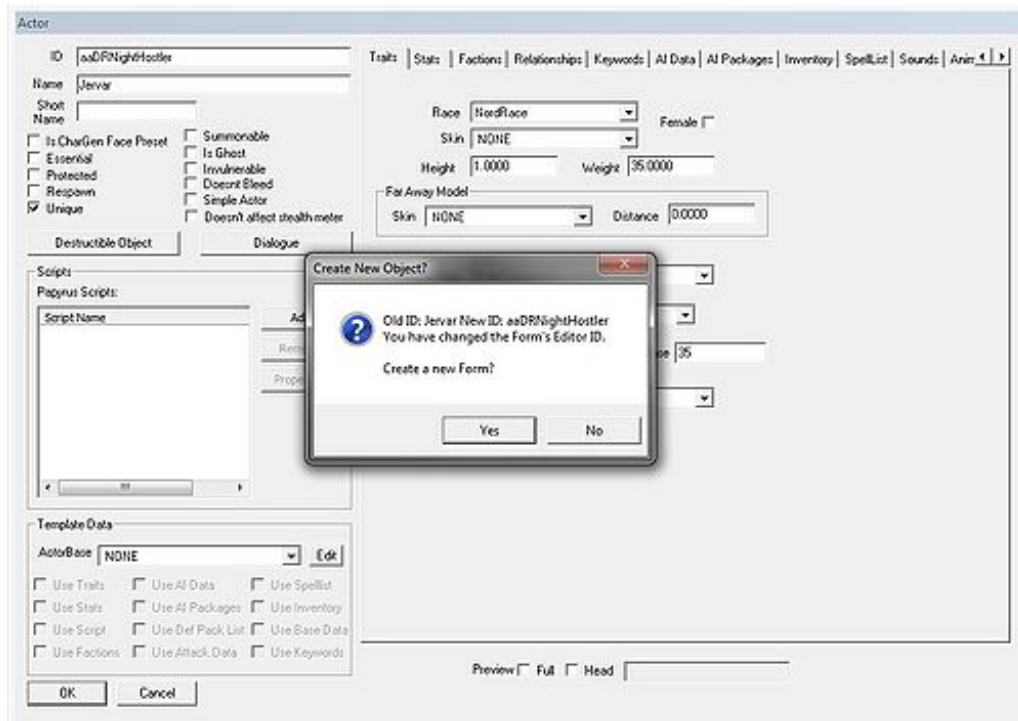 Actor
ID aaDRNightHostler
Name Jervar
Short Name
Is CharGen Face Preset
Essential
Protected
Respawn
Unique
Summonable
Is Ghost
Invulnerable
Doesnt Bleed
Simple Actor
Doesn't affect stealth meter
Destructible Object Dialogue
Scripts
Papyrus Scripts:
Script Name
Ad
Prope
Template Data
ActorBase NONE Edit
Use Traits Use AI Data Use Spellist
Use Stats Use AI Packages Use Inventory
Use Script Use Def Pack List Use Base Data
Use Factions Use Attack Data Use Keywords
OK Cancel
Traits Stats Factions Relationships Keywords AI Data AI Packages Inventory SpellList Sounds Anim
Race NordRace Female
Skin NONE
Height 1.0000 Weight 35.0000
Far Away Model
Skin NONE Distance 0.0000
35
Create New Object?
Old ID: Jervar New ID: aaDRNightHostler
You have changed the Form's Editor ID.
Create a new Form?
Yes No
Preview Full Head